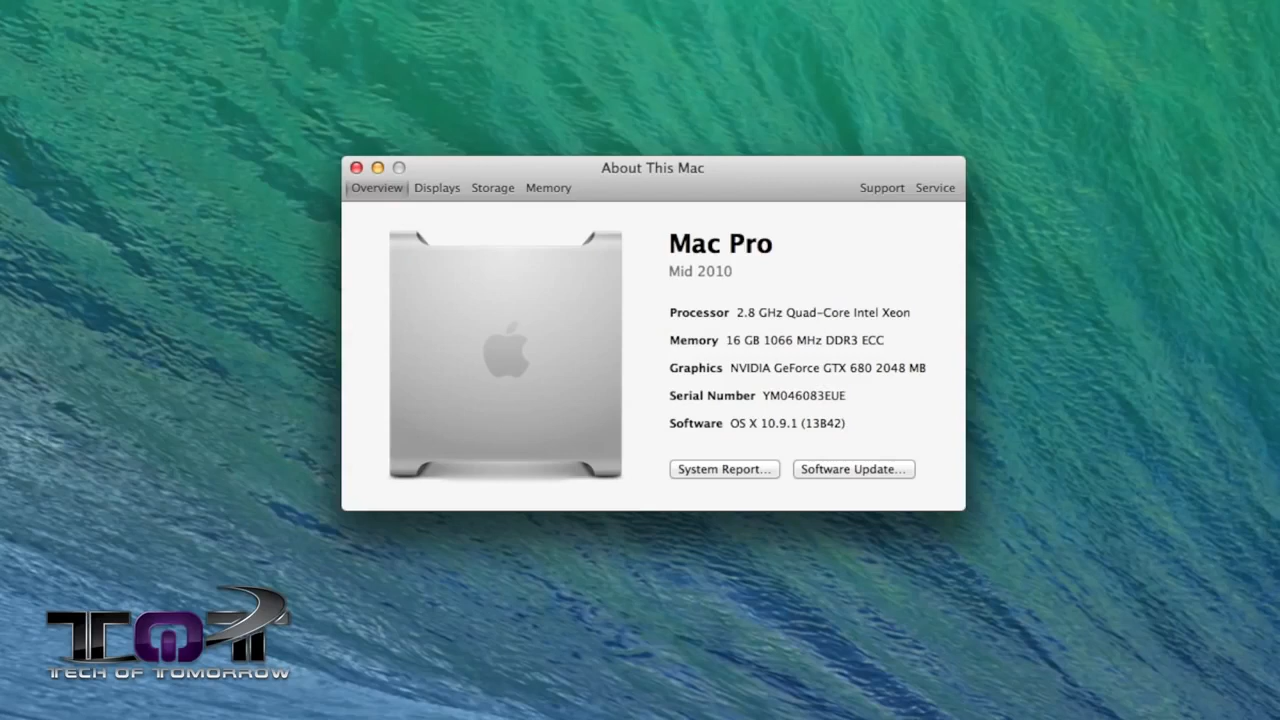 About This Mac
Overview Displays Storage Memory Support Service
Mac Pro
Mid 2010
Processor 2.8 GHz Quad-Core Intel Xeon
Memory 16 GB 1066 MHz DDR3 ECC
Graphics NVIDIA GeForce GTX 680 2048 MB
Serial Number YM046083EUE
Software OS X 10.9.1 (13B42)
System Report... Software Update...
TOT
TECH OF TOMORROW